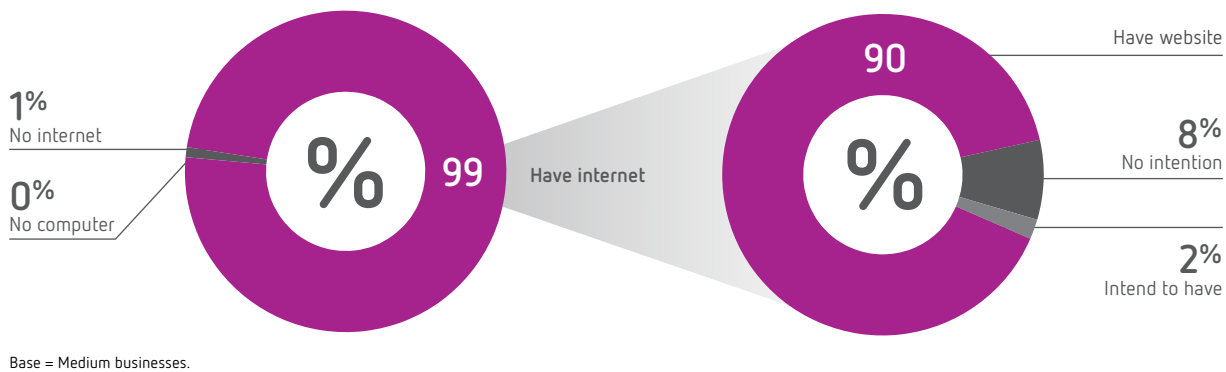 1%
No internet
0%
No computer
%
99
Have internet
90
%
Have website
8%
No intention
2%
Intend to have
Base = Medium businesses.